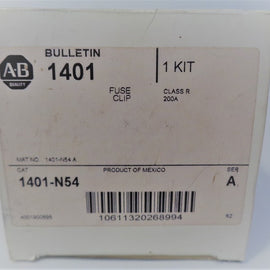 BULLETIN
AB 1401 1 KIT
QUALITY
FUSE CLIP
CLASS R
200A
MAT NO. 1401-N54 A
CAT. PRODUCT OF MEXICO SER
1401-N54 A
10611320268994
K2